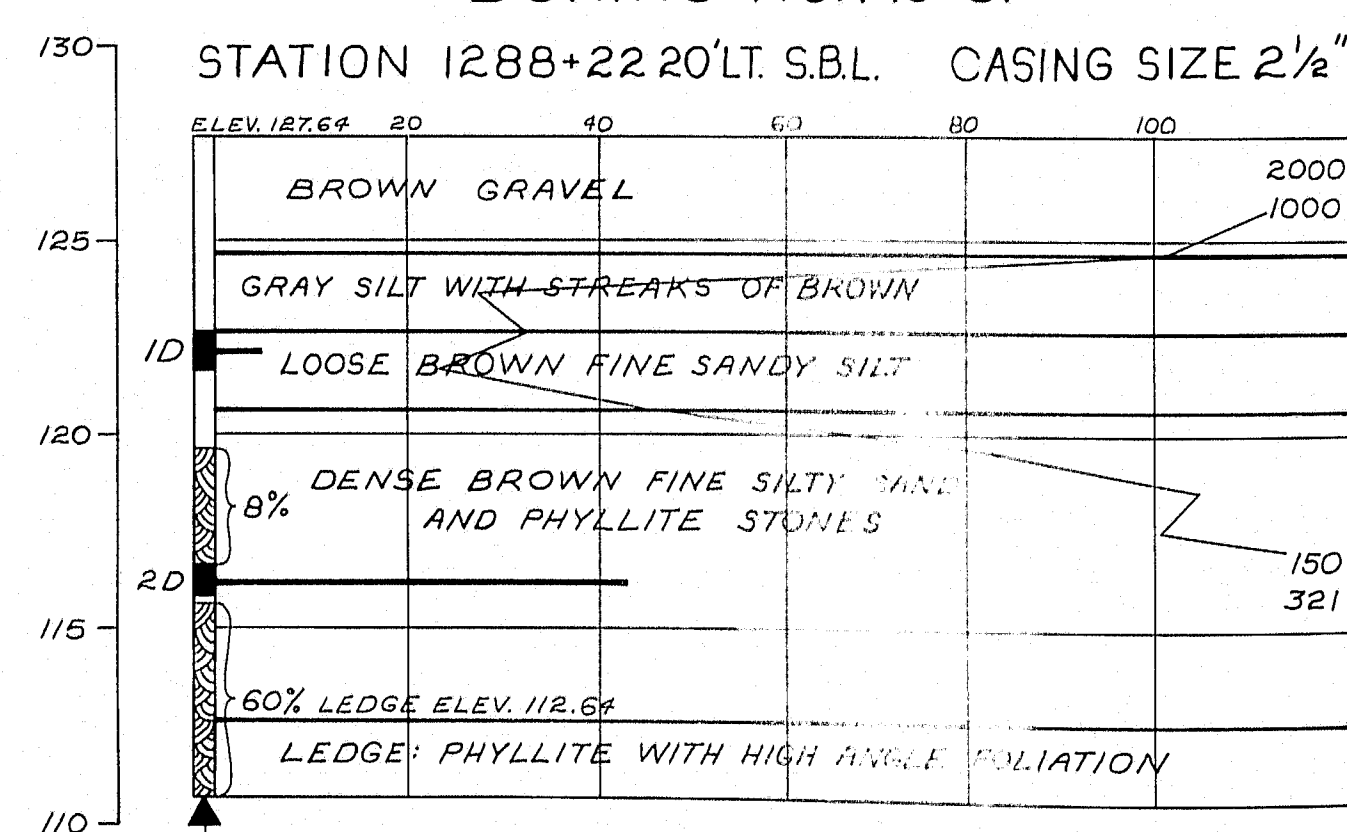 130
STATION 1288+22 20'LT. S.B.L. CASING SIZE 2½"
ELEV. 127.64 20 40 60 80 100
2000
BROWN GRAVEL
1000
125
GRAY SILT WITH STREAKS OF BROWN
1D
LOOSE BROWN FINE SANDY SILT
120
DENSE BROWN FINE SILTY SAND
8%
AND PHYLLITE STONES
150
2D
321
115
60% LEDGE ELEV. 112.64
LEDGE: PHYLLITE WITH HIGH ANGLE FOLIATION
110